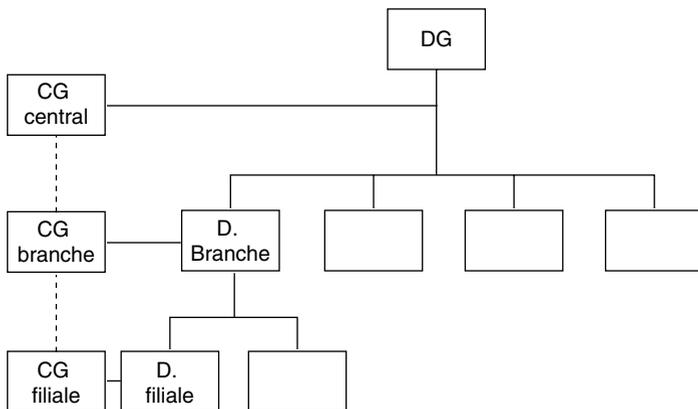 DG
CG
central
CG
branche
D.
Branche
CG
filiale
D.
filiale